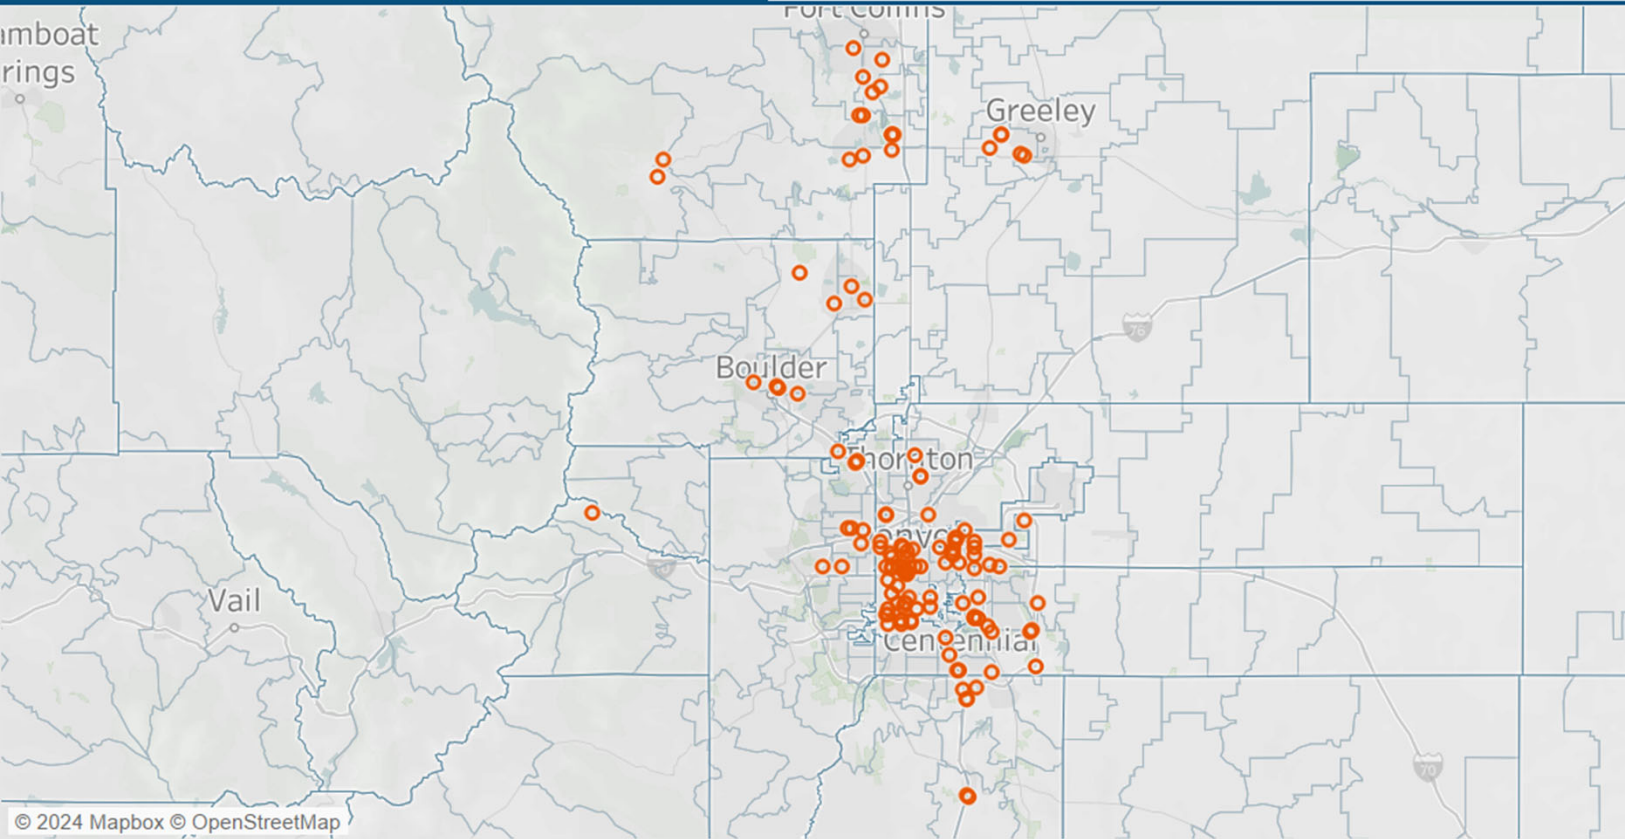 Fort Collins
amboat
rings
Greeley
76
Boulder
Thornton
Vail
Centennial
70
© 2024 Mapbox © OpenStreetMap